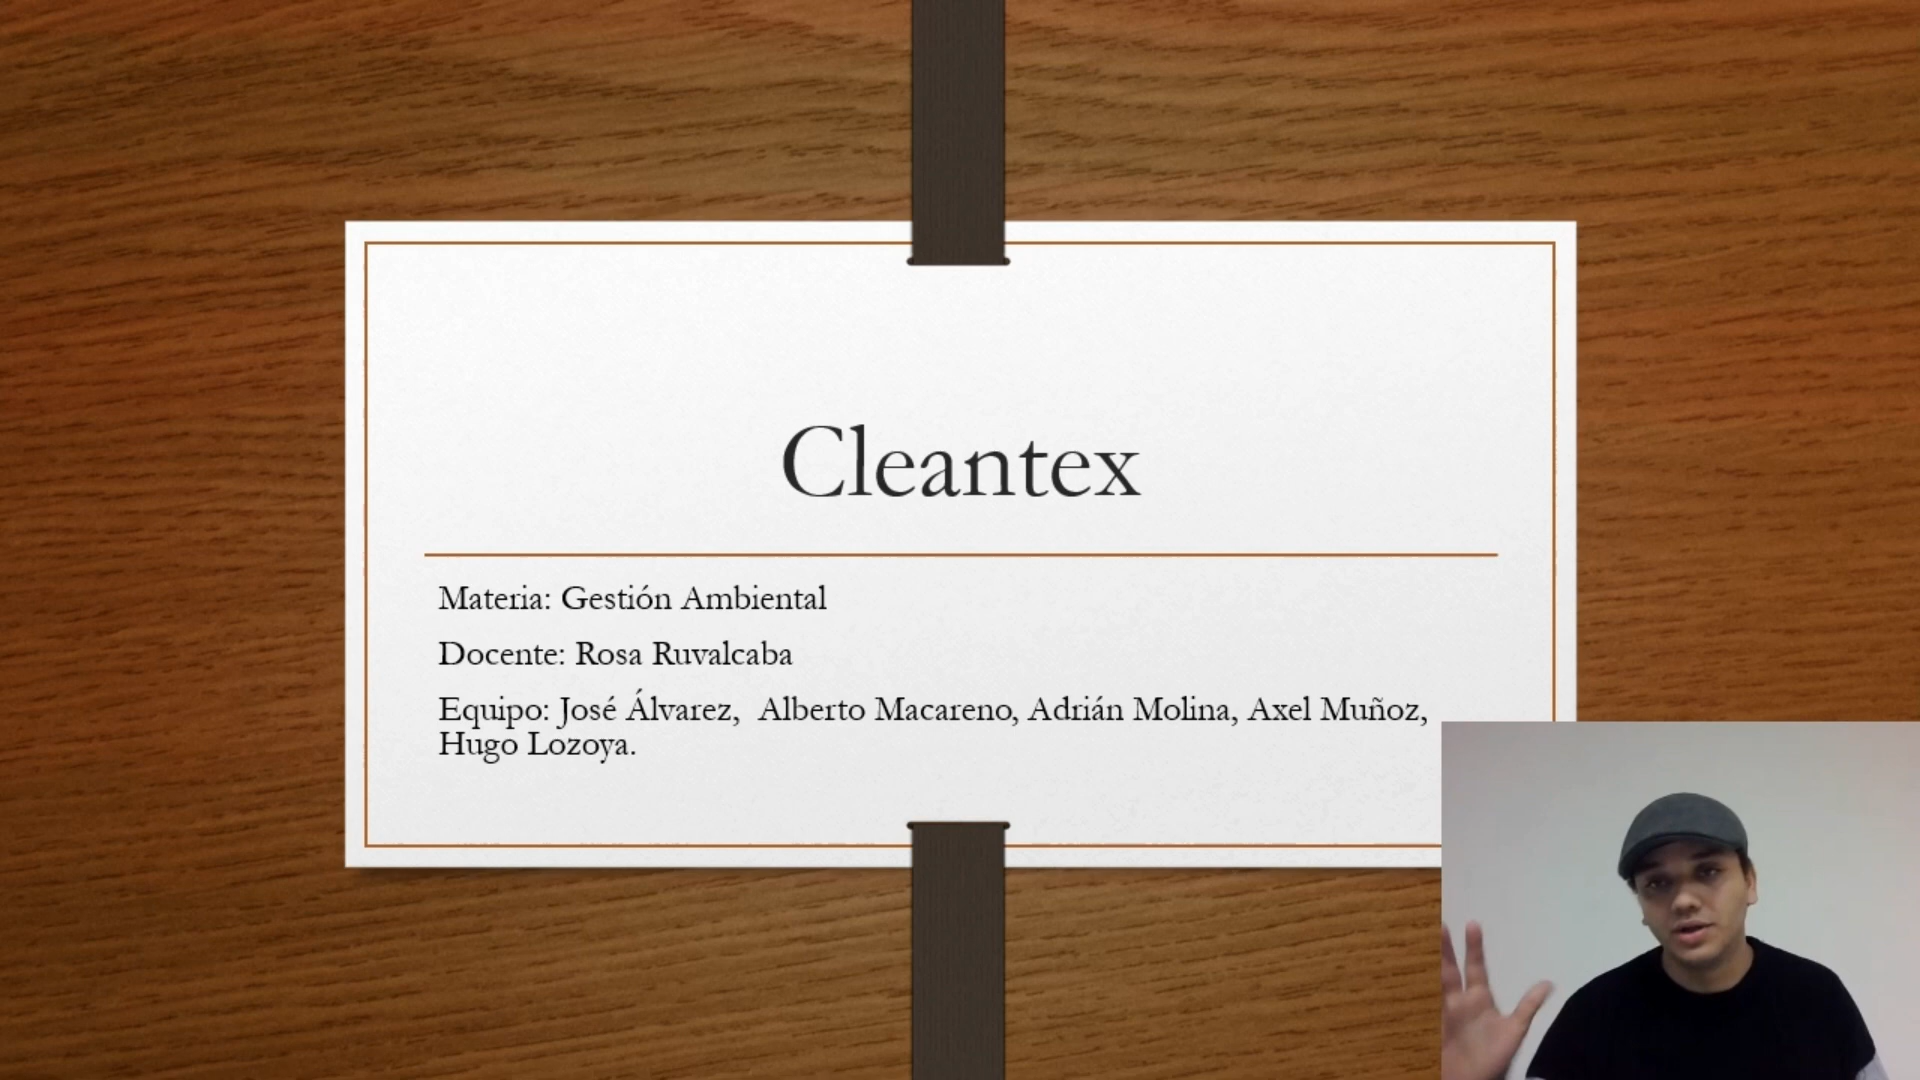 Cleantex
Materia: Gestión Ambiental
Docente: Rosa Ruvalcaba
Equipo: José Álvarez,  Alberto Macareno, Adrián Molina, Axel Muñoz,
Hugo Lozoya.